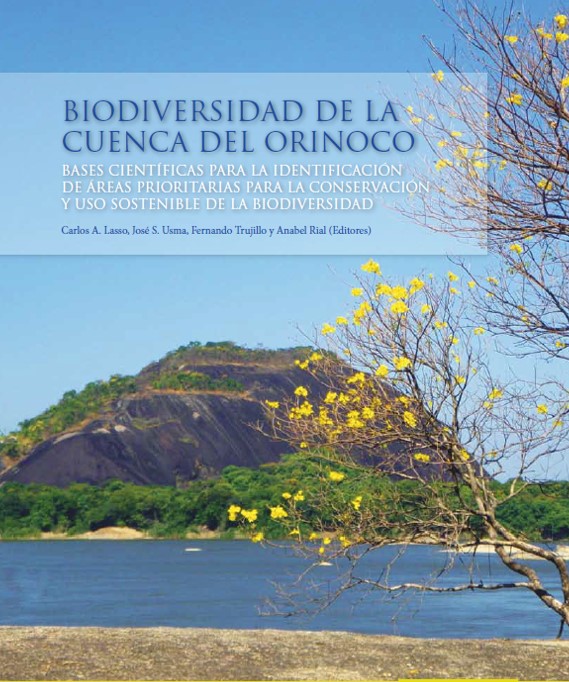 BIODIVERSIDAD DE LA
CUENCA DEL ORINOCO
BASES CIENTÍFICAS PARA LA IDENTIFICACIÓN
DE ÁREAS PRIORITARIAS PARA LA CONSERVACIÓN
Y USO SOSTENIBLE DE LA BIODIVERSIDAD
Carlos A. Lasso, José S. Usma, Fernando Trujillo y Anabel Rial (Editores)